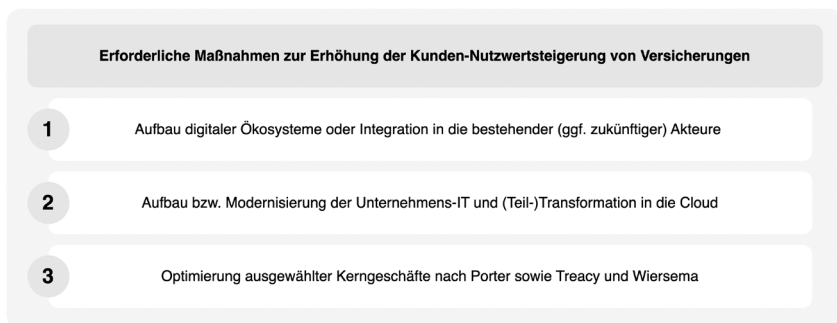 Erforderliche Maßnahmen zur Erhöhung der Kunden-Nutzwertsteigerung von Versicherungen
1
Aufbau digitaler Ökosysteme oder Integration in die bestehender (ggf. zukünftiger) Akteure
2
Aufbau bzw. Modernisierung der Unternehmens-IT und (Teil-)Transformation in die Cloud
3
Optimierung ausgewählter Kerngeschäfte nach Porter sowie Treacy und Wiersema